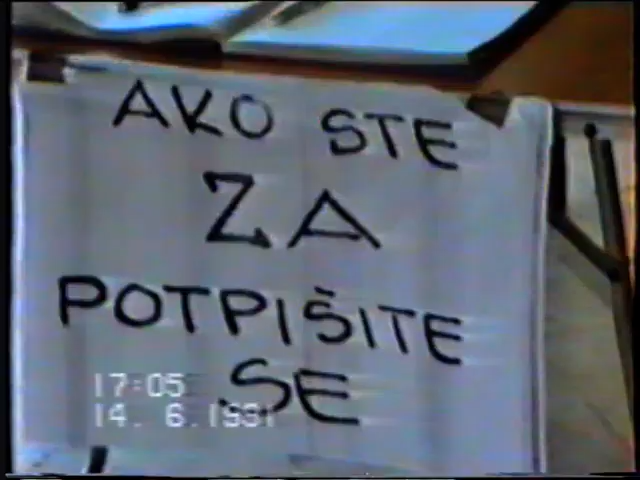 AKO STE
ZA
POTPIŠITE
SE
17:05
14. 6.1991